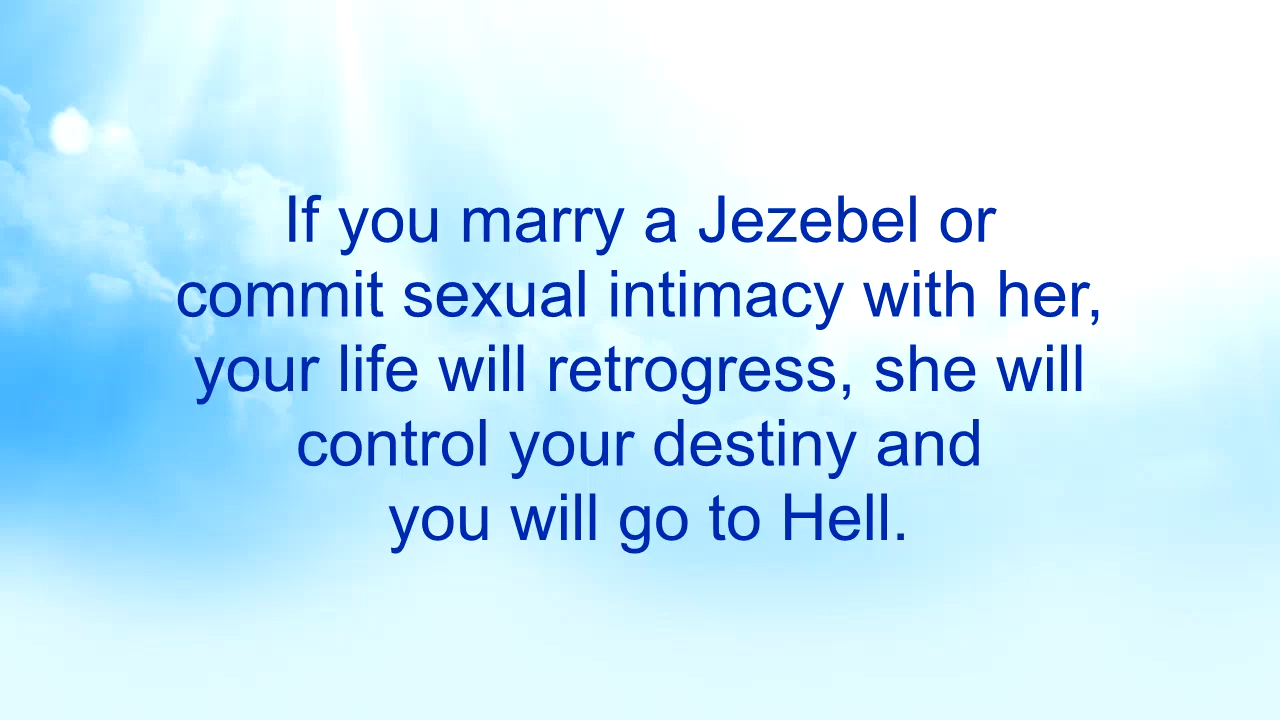 If you marry a Jezebel or
commit sexual intimacy with her,
your life will retrogress, she will
control your destiny and
you will go to Hell.